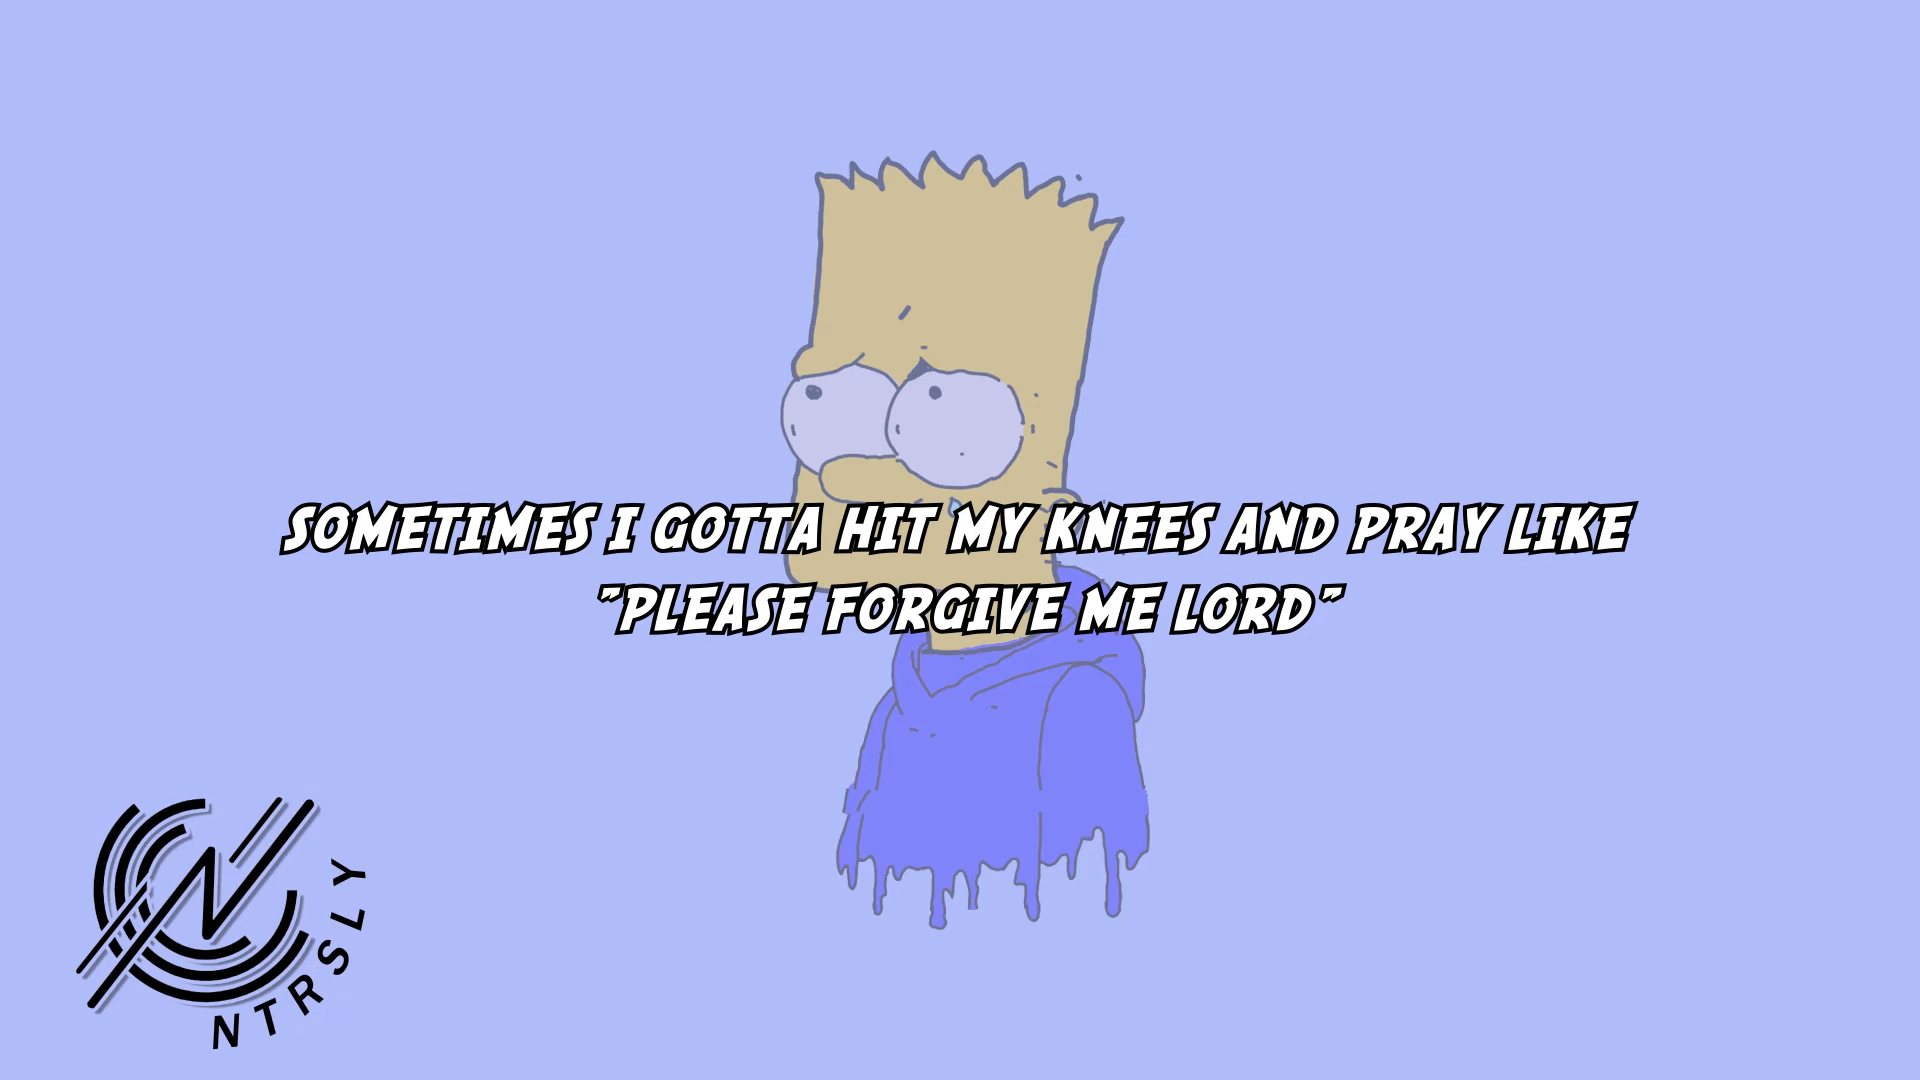 SOMETIMES I GOTTA HIT MY KNEES AND PRAY LIKE
"PLEASE FORGIVE ME LORD"
NTRSLY